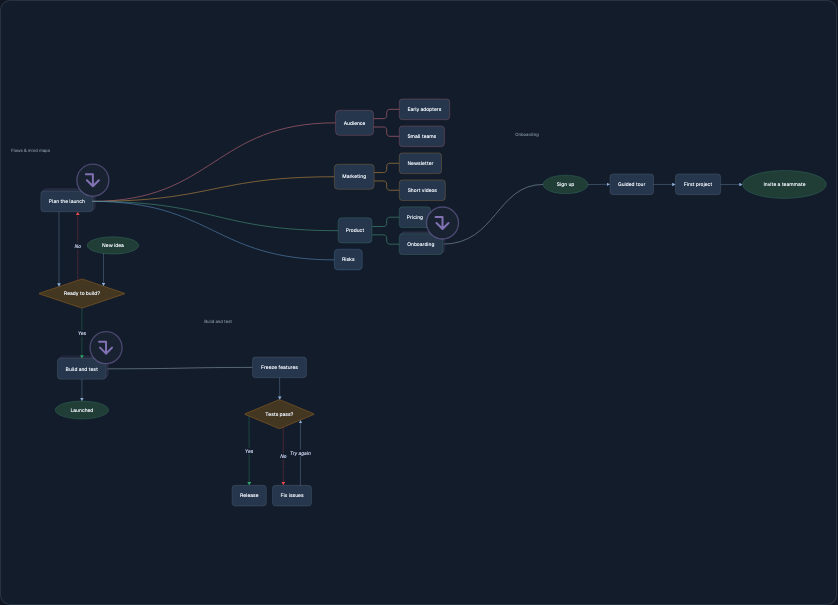 Flows & mind maps
Plan the launch
No
New idea
Ready to build?
Yes
Build and test
Launched
Audience
Early adopters
Small teams
Marketing
Newsletter
Short videos
Product
Pricing
Onboarding
Risks
Onboarding
Sign up
Guided tour
First project
Invite a teammate
Build and test
Freeze features
Tests pass?
Yes
No
Try again
Release
Fix issues